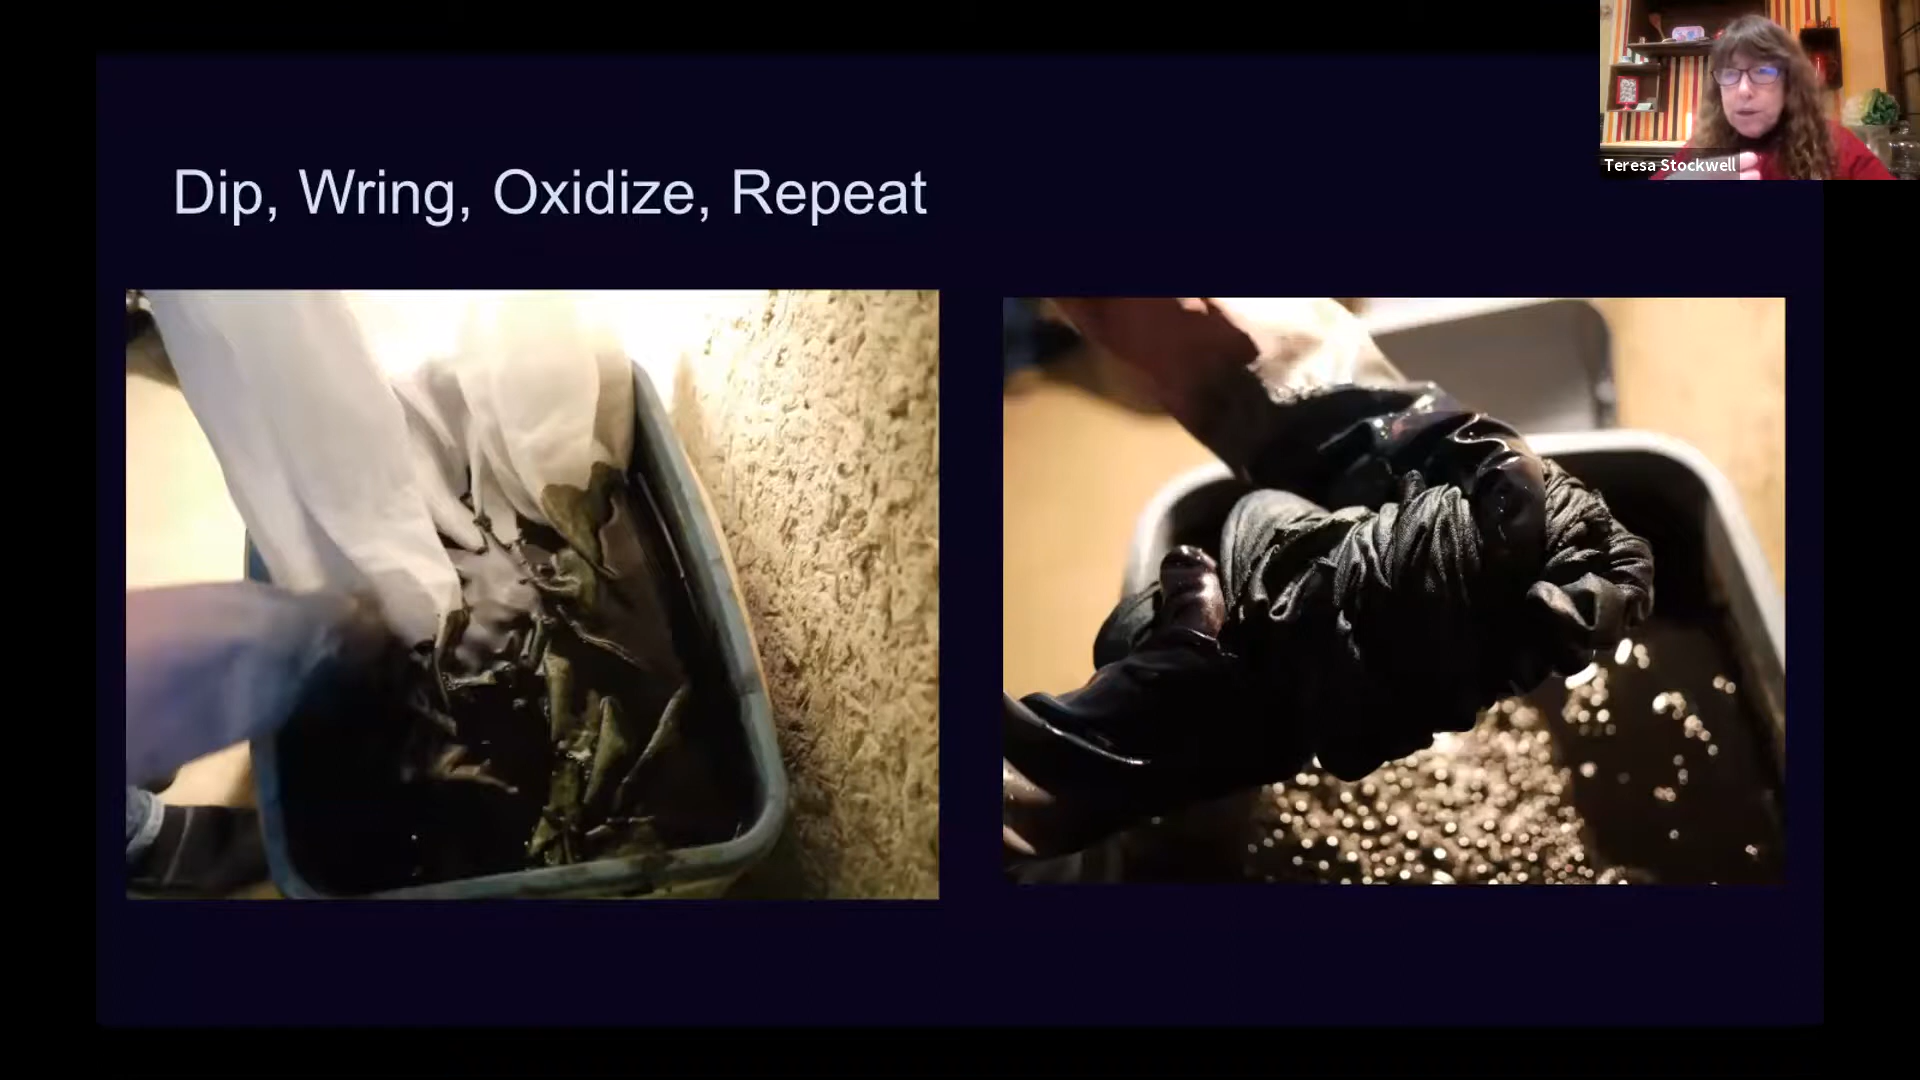 Dip, Wring, Oxidize, Repeat
Teresa Stockwell